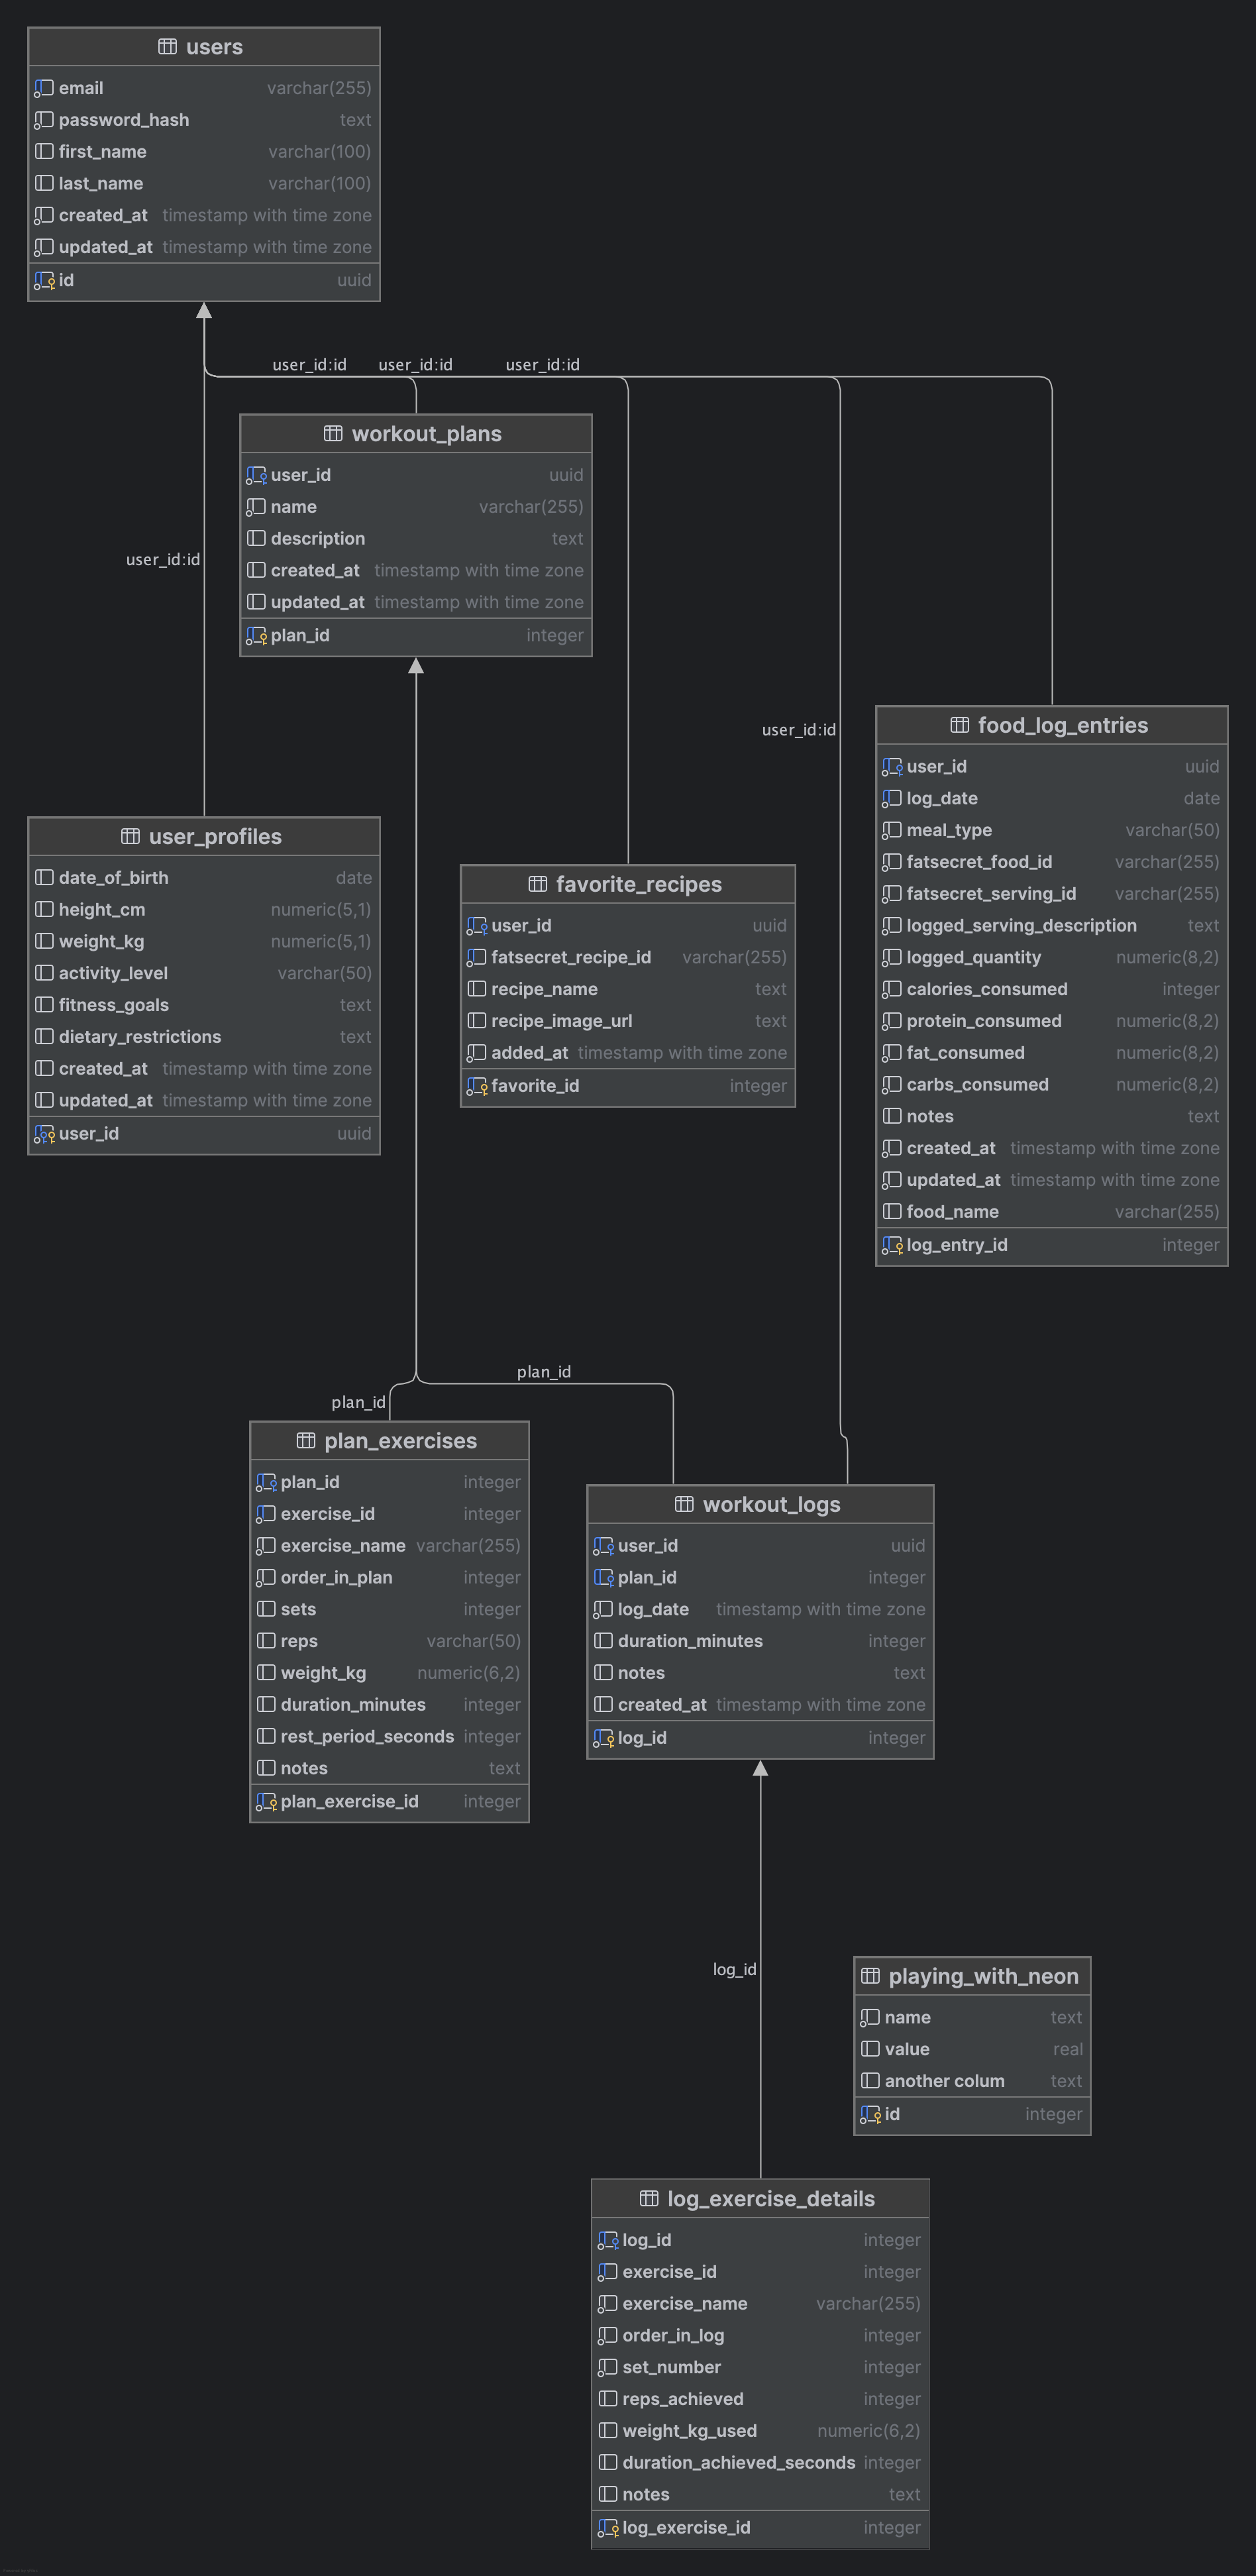 users
email varchar(255)
password_hash text
first_name varchar(100)
last_name varchar(100)
created_at timestamp with time zone
updated_at timestamp with time zone
id uuid
user_id:id user_id:id user_id:id
workout_plans
user_id uuid
name varchar(255)
description text
created_at timestamp with time zone
updated_at timestamp with time zone
plan_id integer
user_id:id
user_id:id
food_log_entries
user_id uuid
log_date date
meal_type varchar(50)
fatsecret_food_id varchar(255)
fatsecret_serving_id varchar(255)
logged_serving_description text
logged_quantity numeric(8,2)
calories_consumed integer
protein_consumed numeric(8,2)
fat_consumed numeric(8,2)
carbs_consumed numeric(8,2)
notes text
created_at timestamp with time zone
updated_at timestamp with time zone
food_name varchar(255)
log_entry_id integer
user_profiles
date_of_birth date
height_cm numeric(5,1)
weight_kg numeric(5,1)
activity_level varchar(50)
fitness_goals text
dietary_restrictions text
created_at timestamp with time zone
updated_at timestamp with time zone
user_id uuid
favorite_recipes
user_id uuid
fatsecret_recipe_id varchar(255)
recipe_name text
recipe_image_url text
added_at timestamp with time zone
favorite_id integer
plan_id
plan_id
plan_exercises
plan_id integer
exercise_id integer
exercise_name varchar(255)
order_in_plan integer
sets integer
reps varchar(50)
weight_kg numeric(6,2)
duration_minutes integer
rest_period_seconds integer
notes text
plan_exercise_id integer
workout_logs
user_id uuid
plan_id integer
log_date timestamp with time zone
duration_minutes integer
notes text
created_at timestamp with time zone
log_id integer
log_id
playing_with_neon
name text
value real
another colum text
id integer
log_exercise_details
log_id integer
exercise_id integer
exercise_name varchar(255)
order_in_log integer
set_number integer
reps_achieved integer
weight_kg_used numeric(6,2)
duration_achieved_seconds integer
notes text
log_exercise_id integer